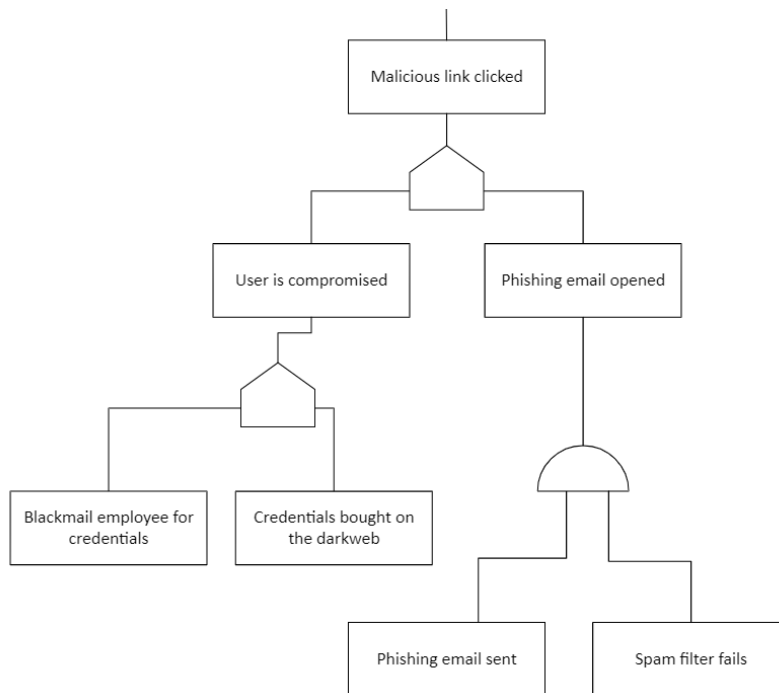 Malicious link clicked
User is compromised
Phishing email opened
Blackmail employee for
credentials
Credentials bought on
the darkweb
Phishing email sent
Spam filter fails